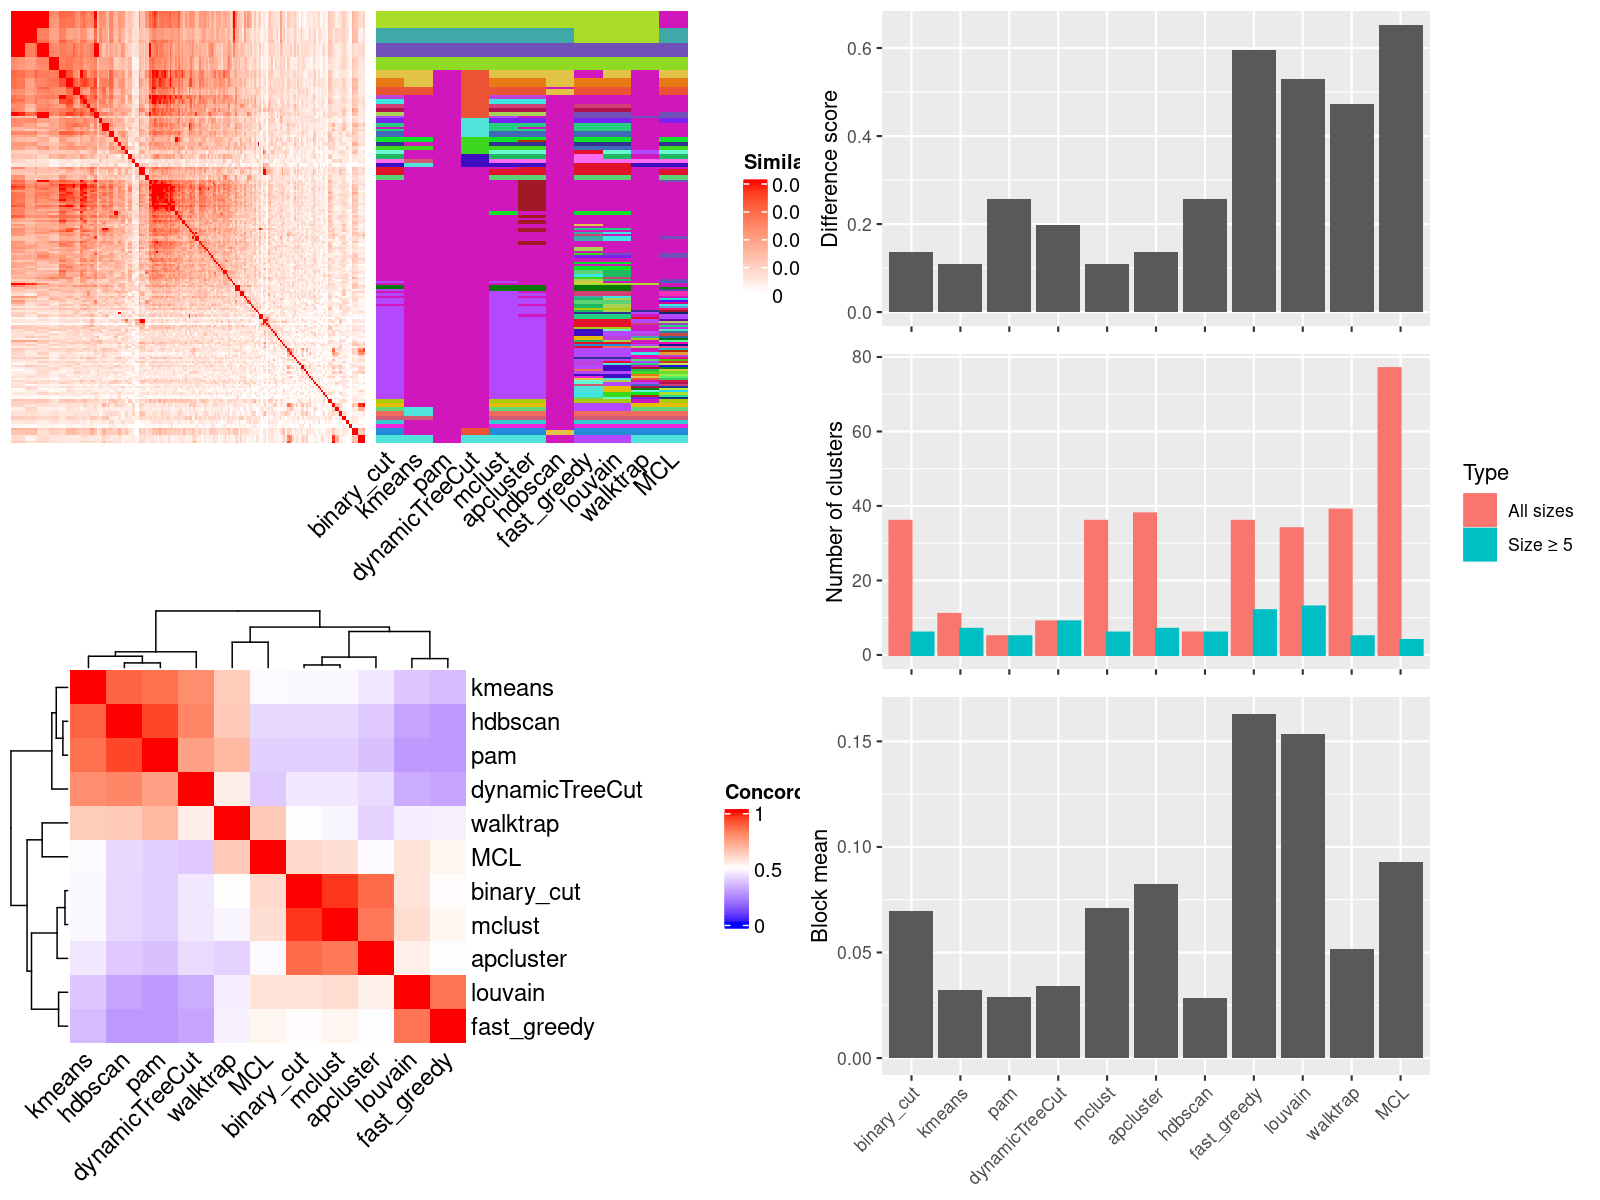 Simila
0.0
0.0
0.0
0.0
0
binary_cut
kmeans
pam
dynamicTreeCut
mclust
apcluster
hdbscan
fast_greedy
louvain
walktrap
MCL
kmeans
hdbscan
pam
dynamicTreeCut
walktrap
MCL
binary_cut
mclust
apcluster
louvain
fast_greedy
kmeans
hdbscan
pam
dynamicTreeCut
walktrap
MCL
binary_cut
mclust
apcluster
louvain
fast_greedy
Concord
1
0.5
0
Difference score
0.6
0.4
0.2
0.0
Number of clusters
80
60
40
20
0
Type
All sizes
Size ≥ 5
Block mean
0.15
0.10
0.05
0.00
binary_cut
kmeans
pam
dynamicTreeCut
mclust
apcluster
hdbscan
fast_greedy
louvain
walktrap
MCL